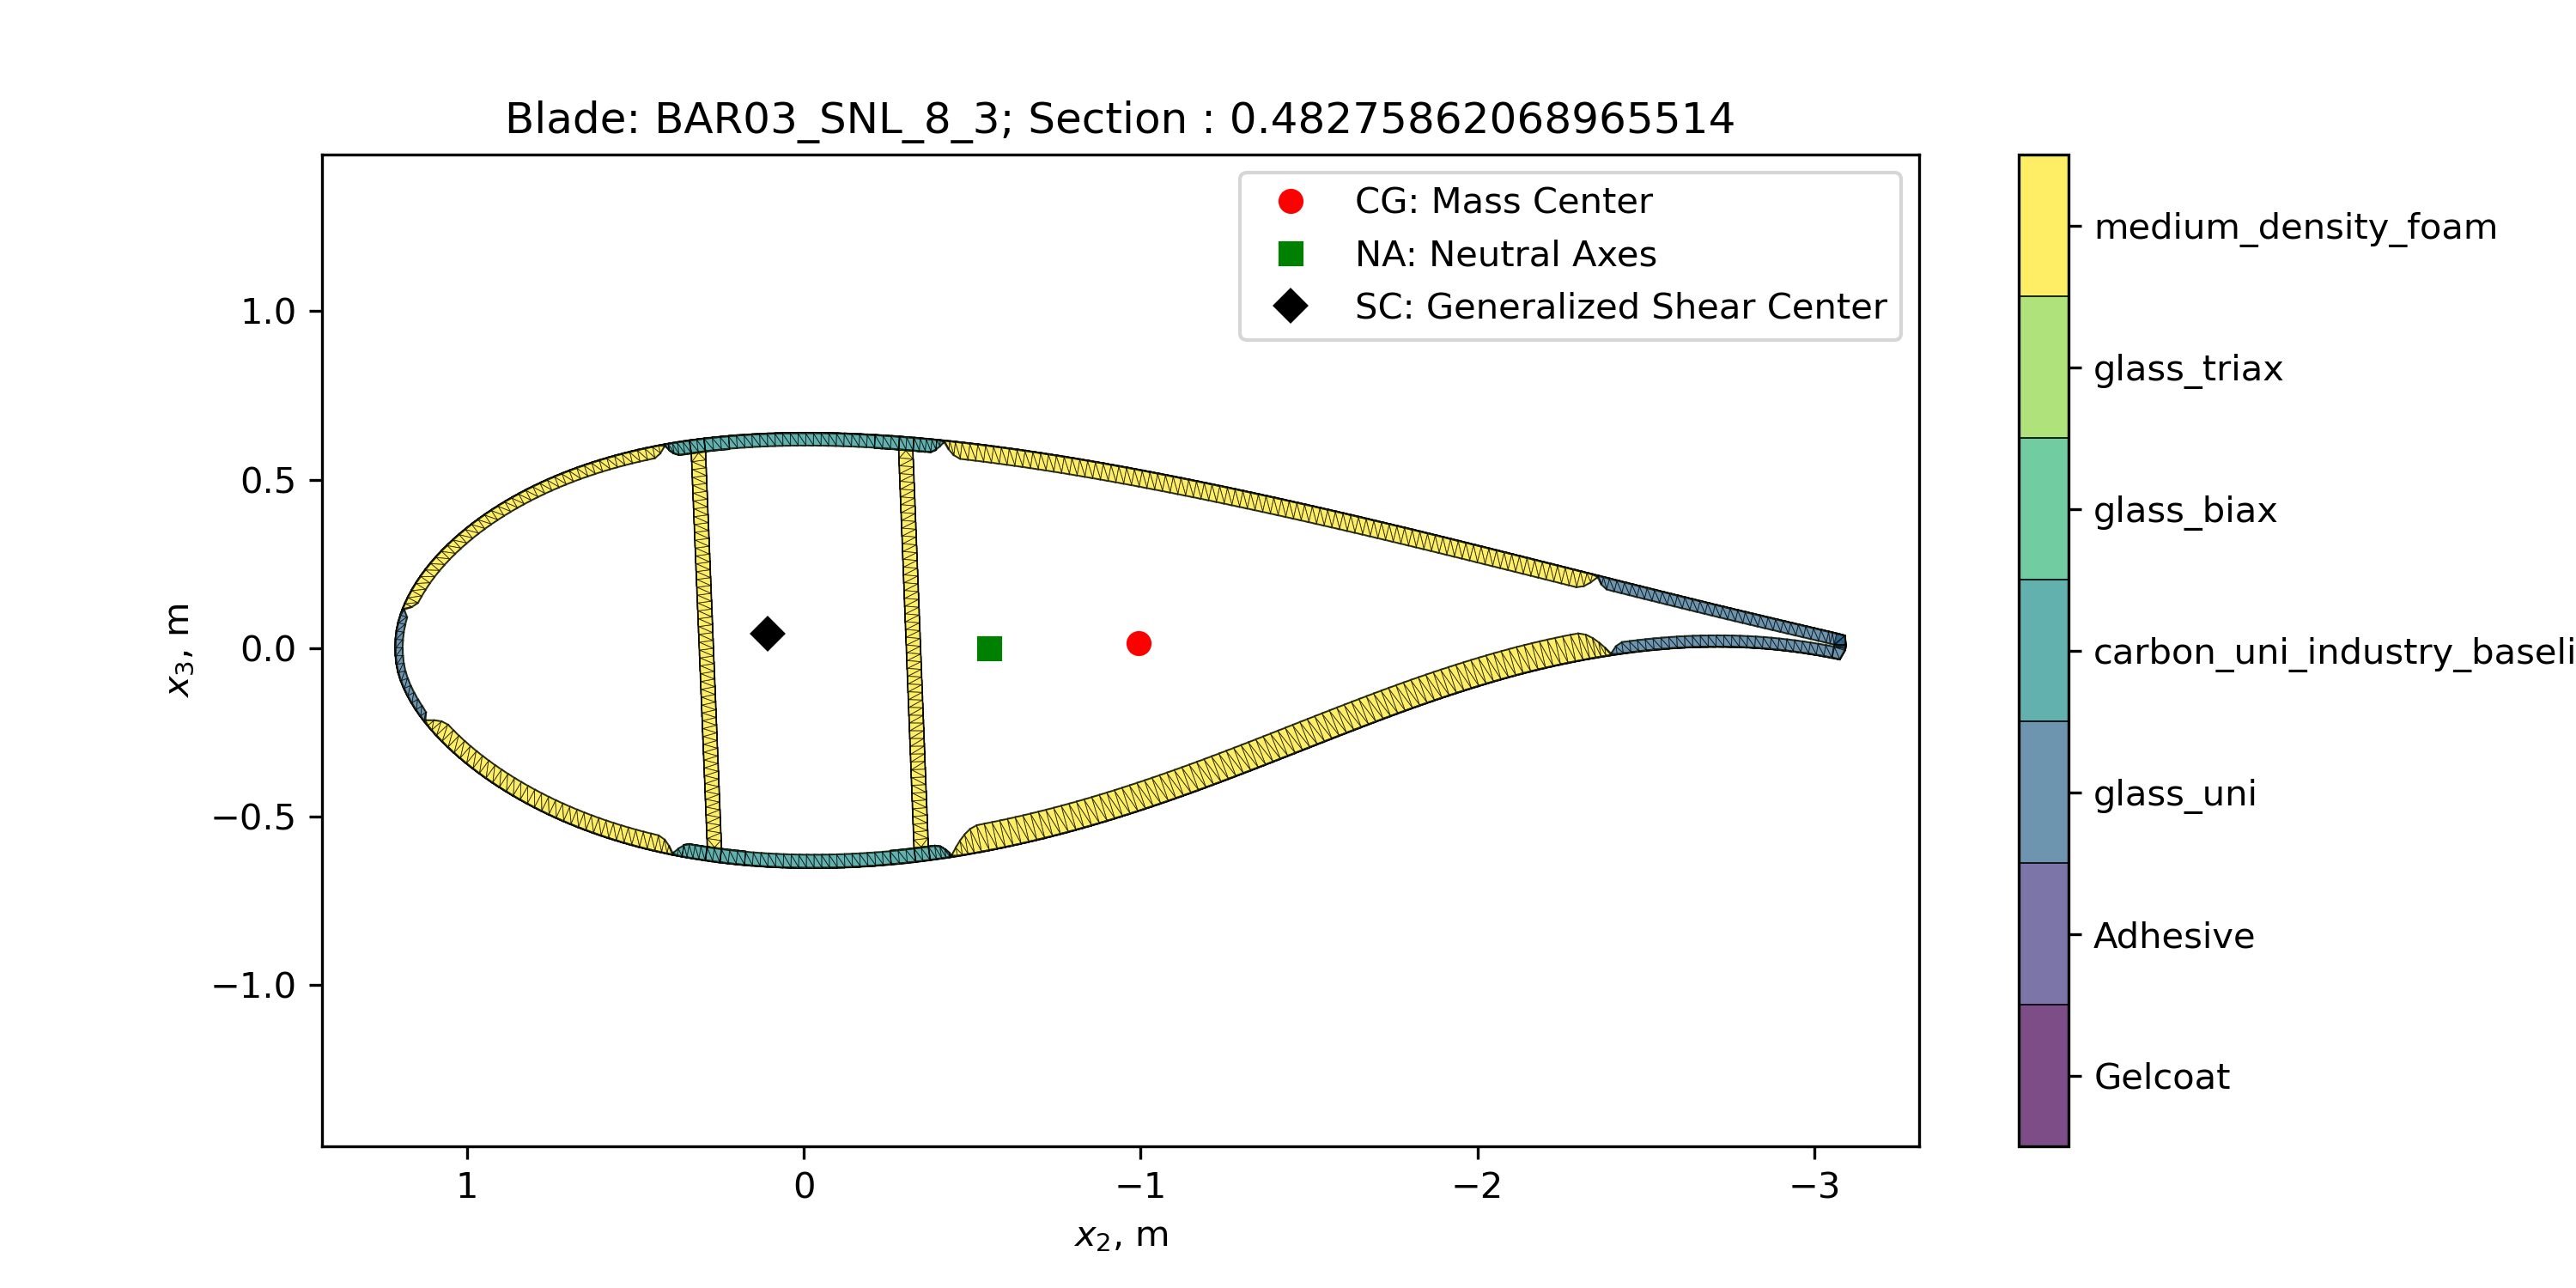 Blade: BAR03_SNL_8_3; Section : 0.48275862068965514
CG: Mass Center
NA: Neutral Axes
SC: Generalized Shear Center
1.0
0.5
0.0
−0.5
−1.0
x₃, m
1 0 −1 −2 −3
x₂, m
medium_density_foam
glass_triax
glass_biax
carbon_uni_industry_baseli
glass_uni
Adhesive
Gelcoat